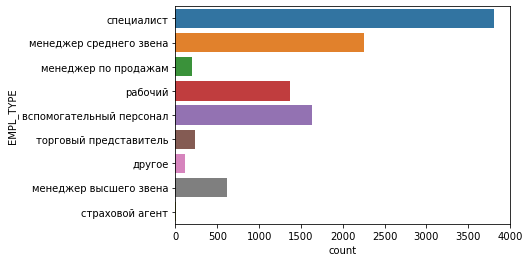 специалист
менеджер среднего звена
менеджер по продажам
рабочий
вспомогательный персонал
торговый представитель
другое
менеджер высшего звена
страховой агент
EMPL_TYPE
0 500 1000 1500 2000 2500 3000 3500 4000
count